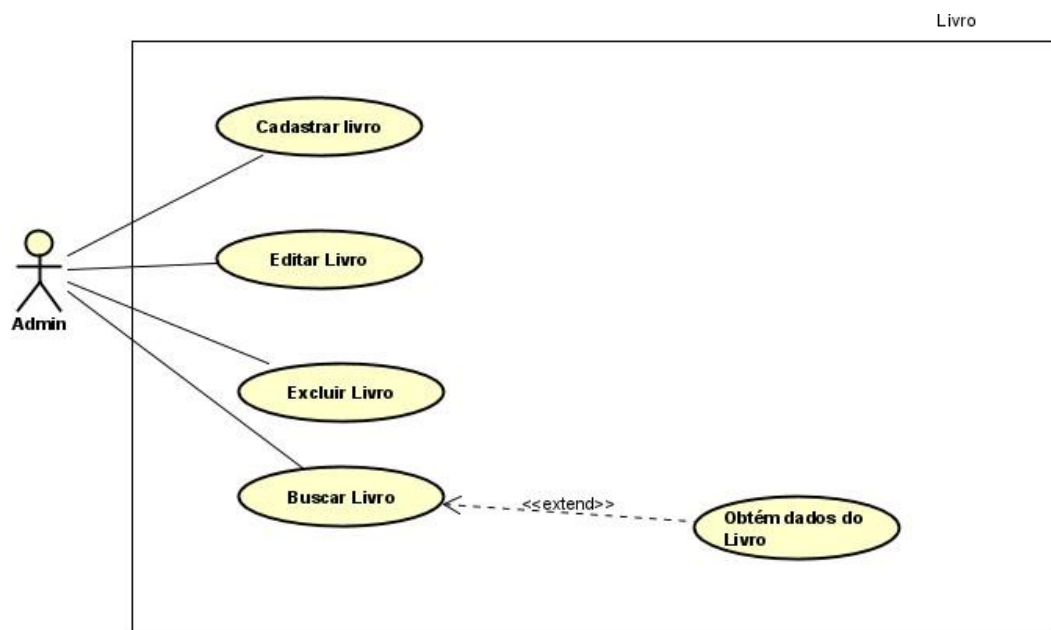 Livro
Cadastrar livro
Editar Livro
Admin
Excluir Livro
Buscar Livro
<<extend>>
Obtém dados do
Livro